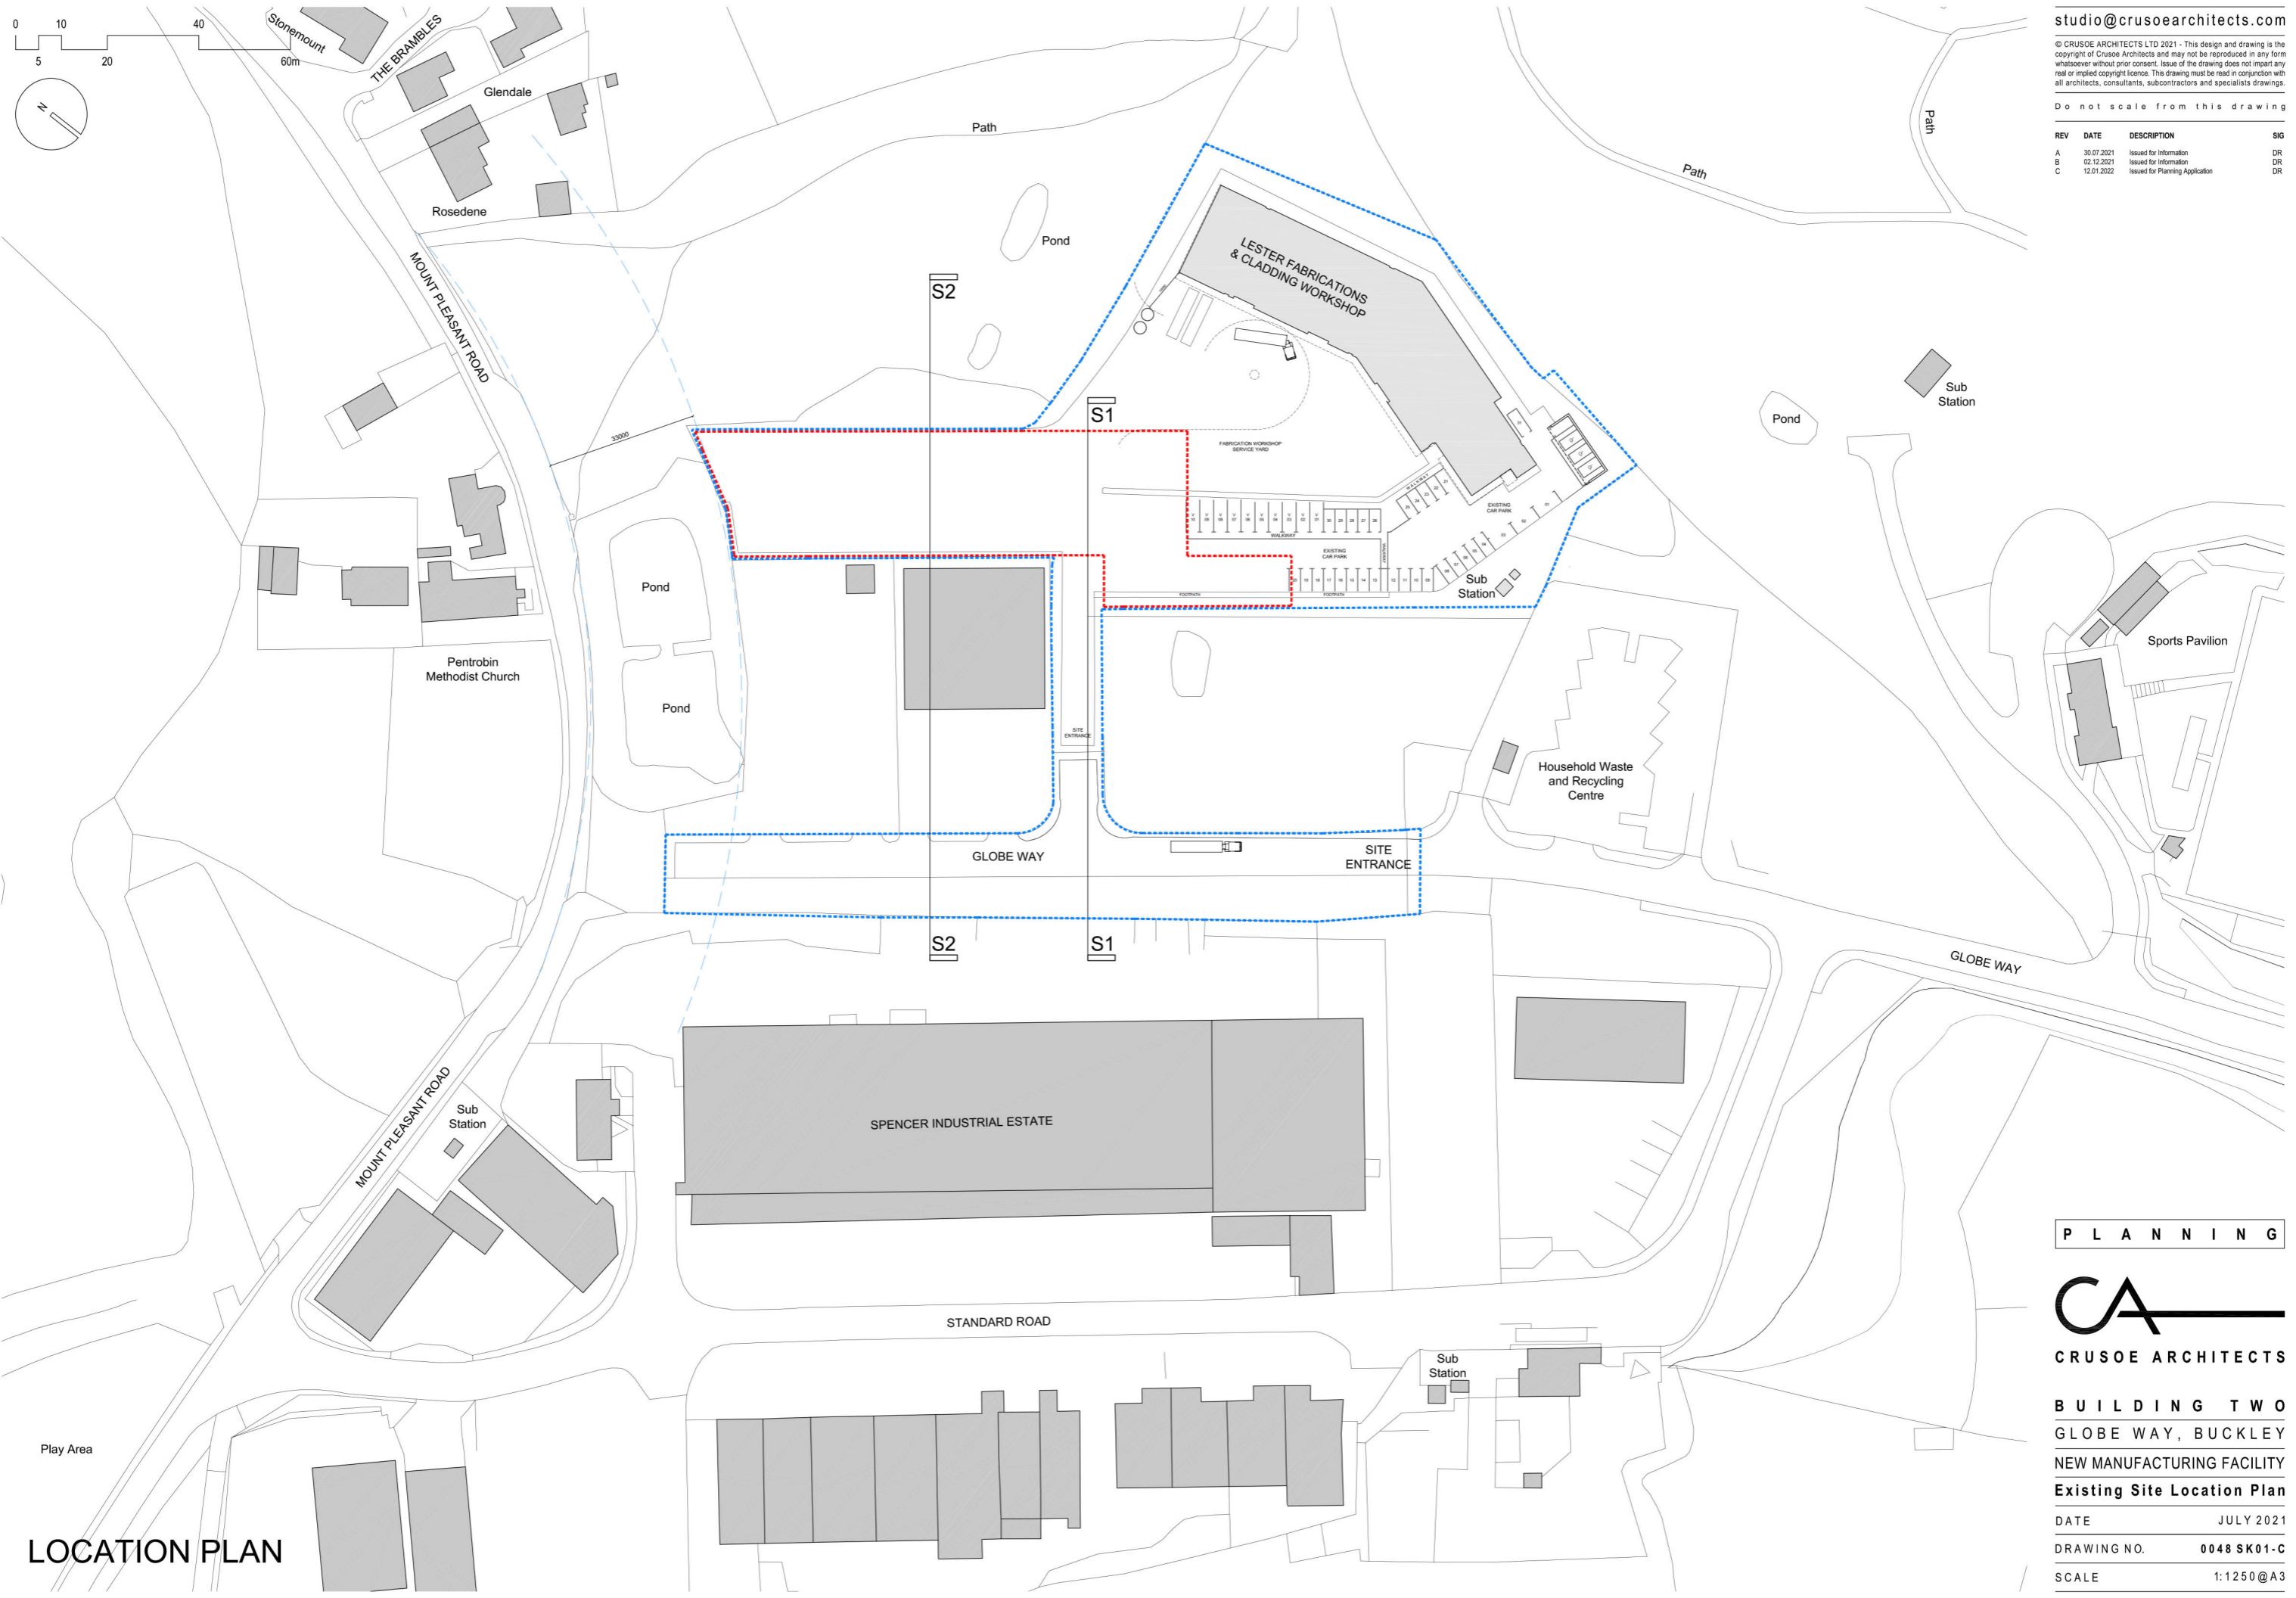 0 10 40
5 20 60m
N
Stonemount
THE BRAMBLES
Glendale
Rosedene
Path
Pond
Path
Path
MOUNT PLEASANT ROAD
33000
S2
S1
LESTER FABRICATIONS
& CLADDING WORKSHOP
FABRICATION WORKSHOP
SERVICE YARD
WALKWAY
EXISTING
CAR PARK
WALKWAY
EXISTING
CAR PARK
WALKWAY
FOOTPATH
FOOTPATH
Sub
Station
Pond
Sub
Station
Sports Pavilion
Pentrobin
Methodist Church
Pond
Pond
SITE
ENTRANCE
Household Waste
and Recycling
Centre
GLOBE WAY
SITE
ENTRANCE
S2
S1
GLOBE WAY
SPENCER INDUSTRIAL ESTATE
MOUNT PLEASANT ROAD
Sub
Station
STANDARD ROAD
Sub
Station
Play Area
LOCATION PLAN
studio@crusoearchitects.com
© CRUSOE ARCHITECTS LTD 2021 - This design and drawing is the
copyright of Crusoe Architects and may not be reproduced in any form
whatsoever without prior consent. Issue of the drawing does not impart any
real or implied copyright licence. This drawing must be read in conjunction with
all architects, consultants, subcontractors and specialists drawings.
Do not scale from this drawing
REV DATE DESCRIPTION SIG
A 30.07.2021 Issued for Information DR
B 02.12.2021 Issued for Information DR
C 12.01.2022 Issued for Planning Application DR
PLANNING
CA
CRUSOE ARCHITECTS
BUILDING TWO
GLOBE WAY, BUCKLEY
NEW MANUFACTURING FACILITY
Existing Site Location Plan
DATE JULY 2021
DRAWING NO. 0048 SK01-C
SCALE 1:1250@A3